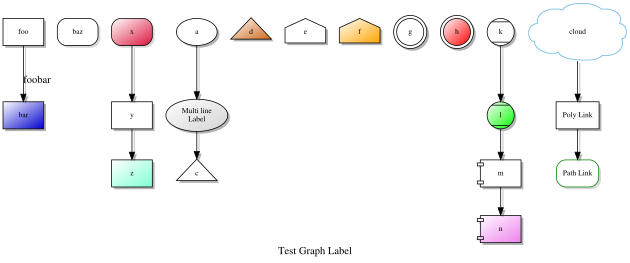 foo
baz
x
a
d
e
f
g
h
k
cloud
foobar
bar
y
Multi line
Label
l
Poly Link
z
c
m
Path Link
n
Test Graph Label